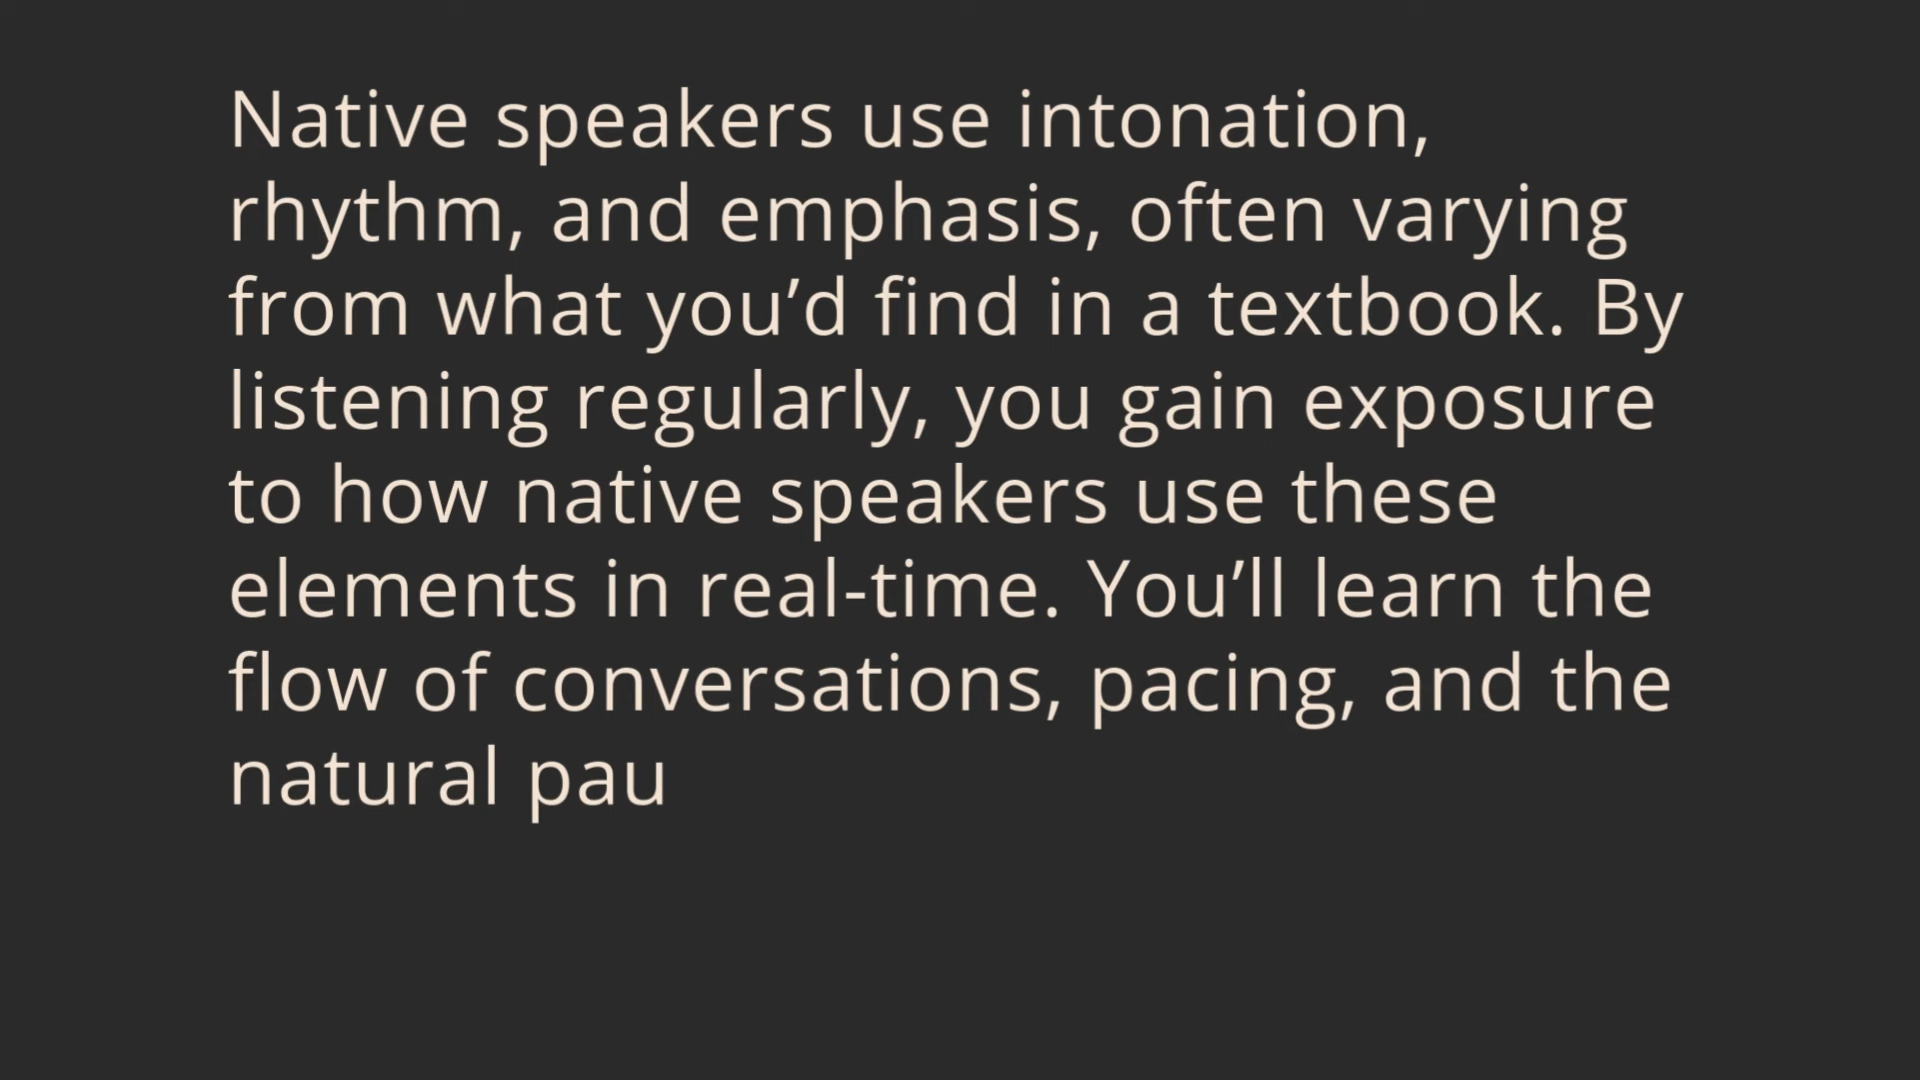 Native speakers use intonation,
rhythm, and emphasis, often varying
from what you’d find in a textbook. By
listening regularly, you gain exposure
to how native speakers use these
elements in real-time. You’ll learn the
flow of conversations, pacing, and the
natural pau